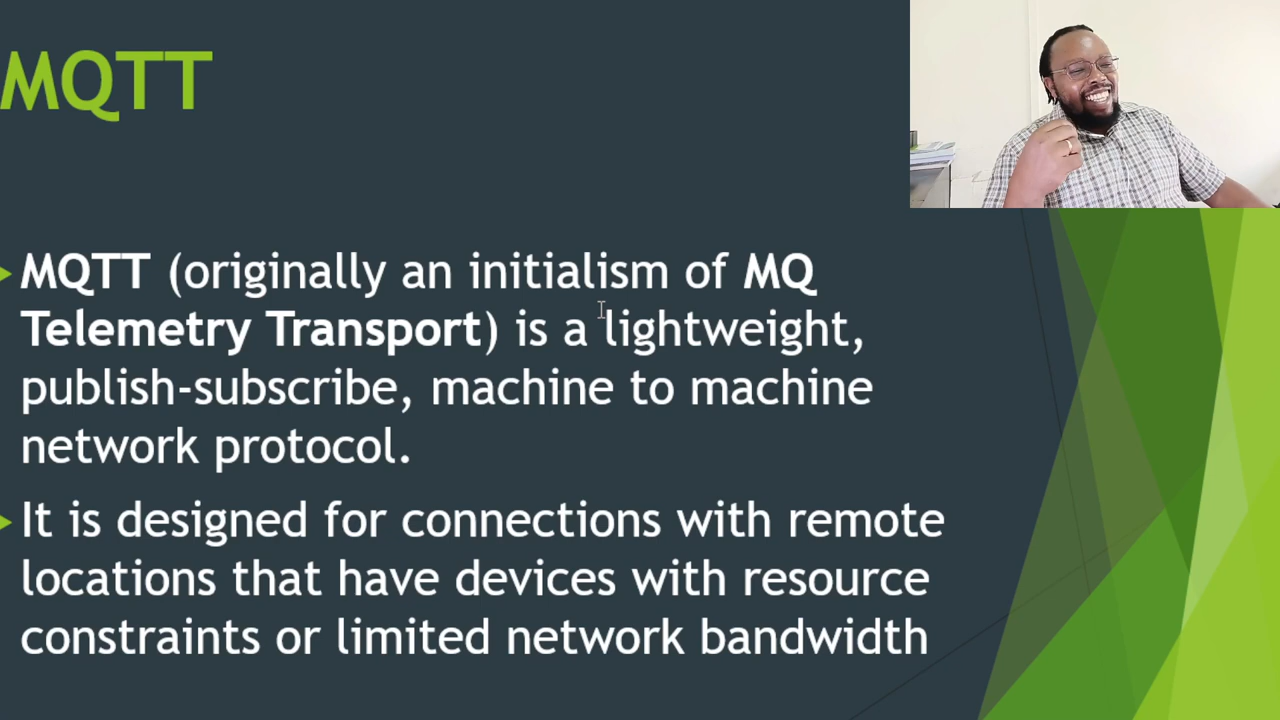 MQTT
MQTT (originally an initialism of MQ
Telemetry Transport) is a lightweight,
publish-subscribe, machine to machine
network protocol.
It is designed for connections with remote
locations that have devices with resource
constraints or limited network bandwidth